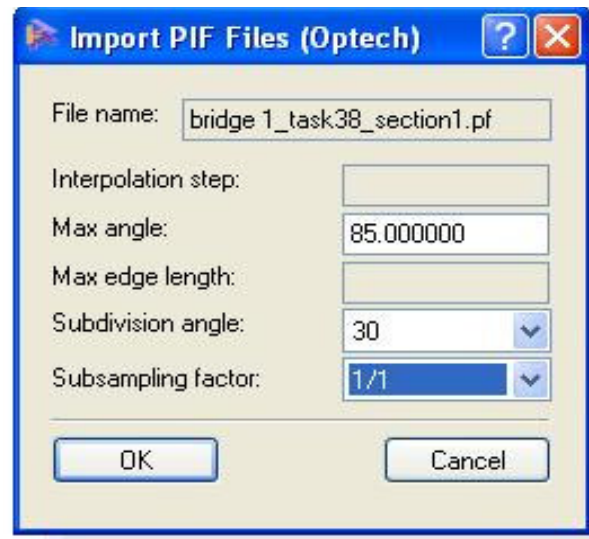 Import PIF Files (Optech)
File name: bridge 1_task38_section1.pf
Interpolation step:
Max angle: 85.000000
Max edge length:
Subdivision angle: 30
Subsampling factor: 1/1
OK Cancel